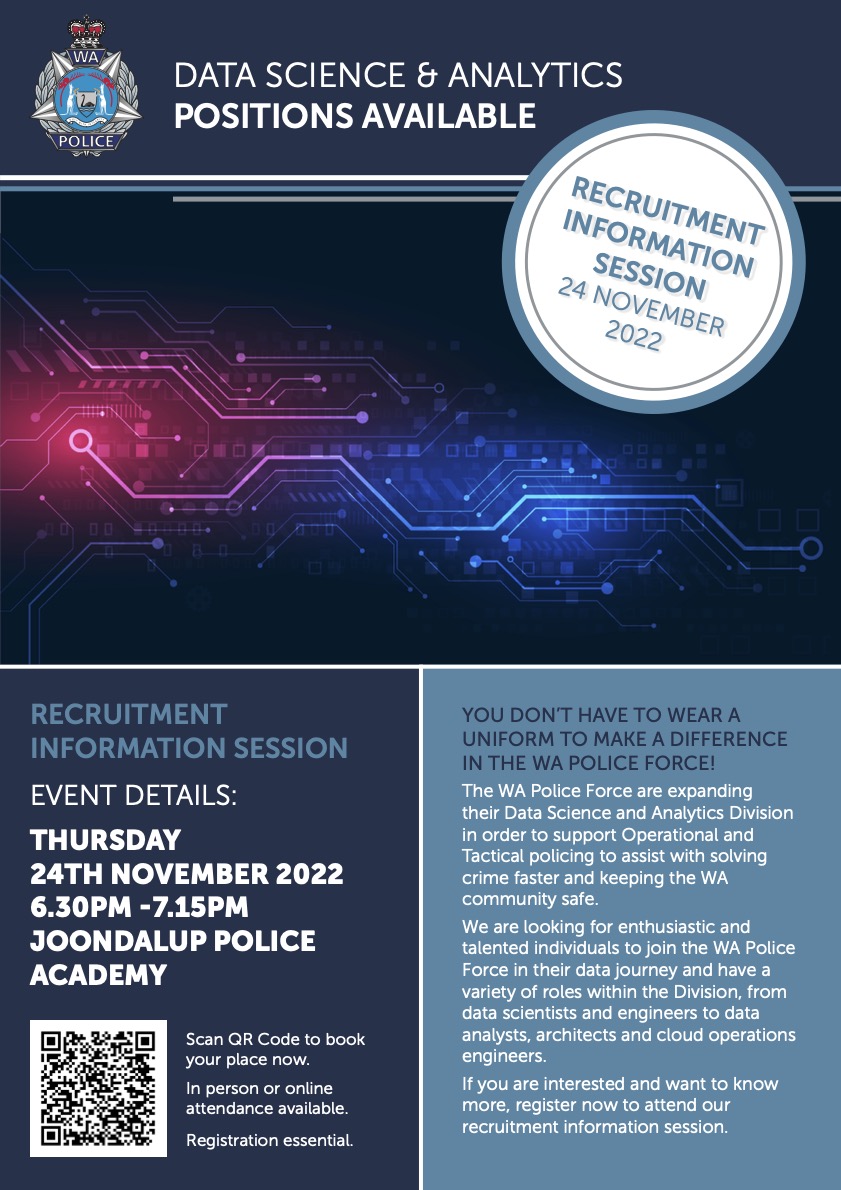 WA
POLICE
DATA SCIENCE & ANALYTICS
POSITIONS AVAILABLE
RECRUITMENT
INFORMATION
SESSION
24 NOVEMBER
2022
RECRUITMENT
INFORMATION SESSION
EVENT DETAILS:
THURSDAY
24TH NOVEMBER 2022
6.30PM -7.15PM
JOONDALUP POLICE
ACADEMY
Scan QR Code to book
your place now.
In person or online
attendance available.
Registration essential.
YOU DON'T HAVE TO WEAR A
UNIFORM TO MAKE A DIFFERENCE
IN THE WA POLICE FORCE!
The WA Police Force are expanding
their Data Science and Analytics Division
in order to support Operational and
Tactical policing to assist with solving
crime faster and keeping the WA
community safe.
We are looking for enthusiastic and
talented individuals to join the WA Police
Force in their data journey and have a
variety of roles within the Division, from
data scientists and engineers to data
analysts, architects and cloud operations
engineers.
If you are interested and want to know
more, register now to attend our
recruitment information session.